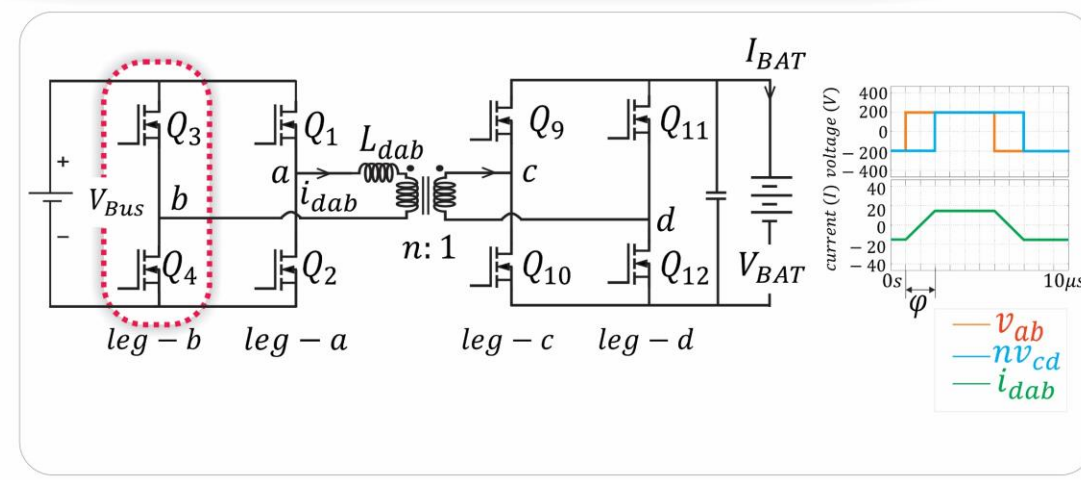 I_BAT
Q_3
Q_1
L_dab
Q_9
Q_11
+
V_Bus
b
a
i_dab
c
d
−
Q_4
Q_2
n: 1
Q_10
Q_12
V_BAT
leg − b
leg − a
leg − c
leg − d
voltage (V)
400
200
0
− 200
− 400
current (I)
40
20
0
− 20
− 40
0s
10μs
φ
v_ab
nv_cd
i_dab